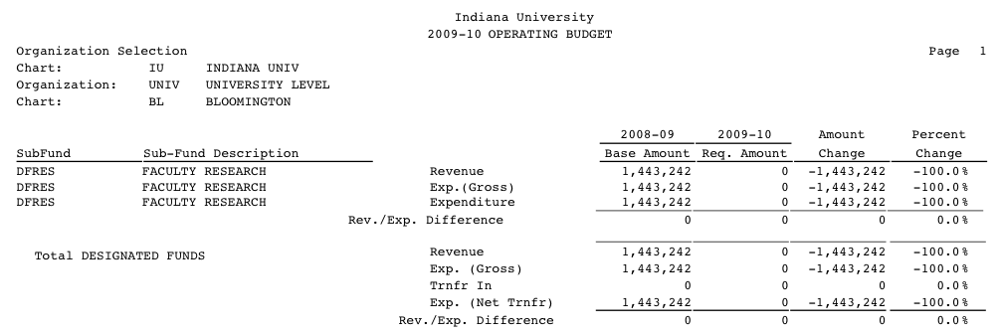 Indiana University
2009-10 OPERATING BUDGET
Organization Selection Page 1
Chart: IU INDIANA UNIV
Organization: UNIV UNIVERSITY LEVEL
Chart: BL BLOOMINGTON
2008-09 2009-10 Amount Percent
SubFund Sub-Fund Description Base Amount Req. Amount Change Change
DFRES FACULTY RESEARCH Revenue 1,443,242 0 -1,443,242 -100.0%
DFRES FACULTY RESEARCH Exp.(Gross) 1,443,242 0 -1,443,242 -100.0%
DFRES FACULTY RESEARCH Expenditure 1,443,242 0 -1,443,242 -100.0%
Rev./Exp. Difference 0 0 0 0.0%
Total DESIGNATED FUNDS Revenue 1,443,242 0 -1,443,242 -100.0%
Exp. (Gross) 1,443,242 0 -1,443,242 -100.0%
Trnfr In 0 0 0 0.0%
Exp. (Net Trnfr) 1,443,242 0 -1,443,242 -100.0%
Rev./Exp. Difference 0 0 0 0.0%